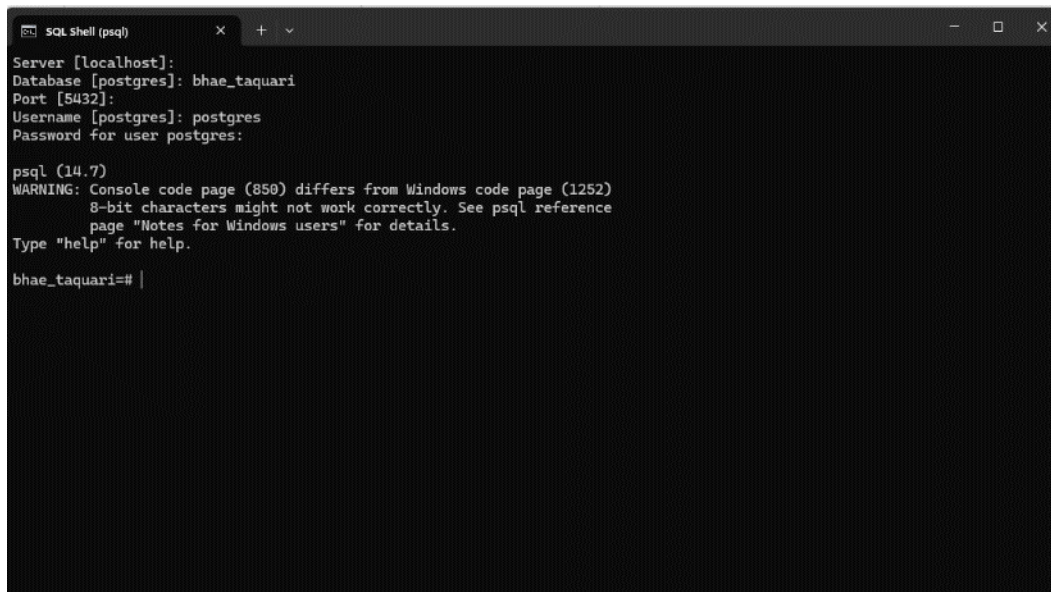 SQL Shell (psql)
Server [localhost]:
Database [postgres]: bhae_taquari
Port [5432]:
Username [postgres]: postgres
Password for user postgres:
psql (14.7)
WARNING: Console code page (850) differs from Windows code page (1252)
8-bit characters might not work correctly. See psql reference
page "Notes for Windows users" for details.
Type "help" for help.
bhae_taquari=#